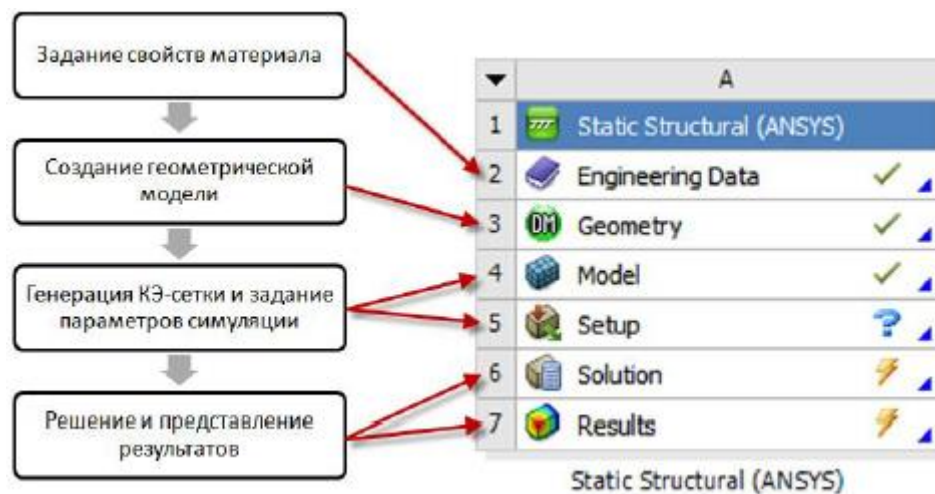 Задание свойств материала
Создание геометрической
модели
Генерация КЭ-сетки и задание
параметров симуляции
Решение и представление
результатов
A
1 Static Structural (ANSYS)
2 Engineering Data
3 DM Geometry
4 Model
5 Setup ?
6 Solution
7 Results
Static Structural (ANSYS)